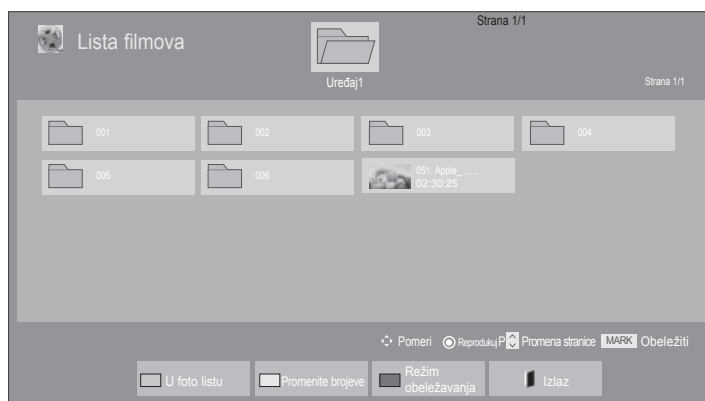 Strana 1/1
Lista filmova
Uređaj1
Strana 1/1
001
002
003
004
005
006
051. Apple_ ......
02:30:25
Pomeri
Reprodukuj
P
Promena stranice
MARK
Obeležiti
U foto listu
Promenite brojeve
Režim
obeležavanja
Izlaz